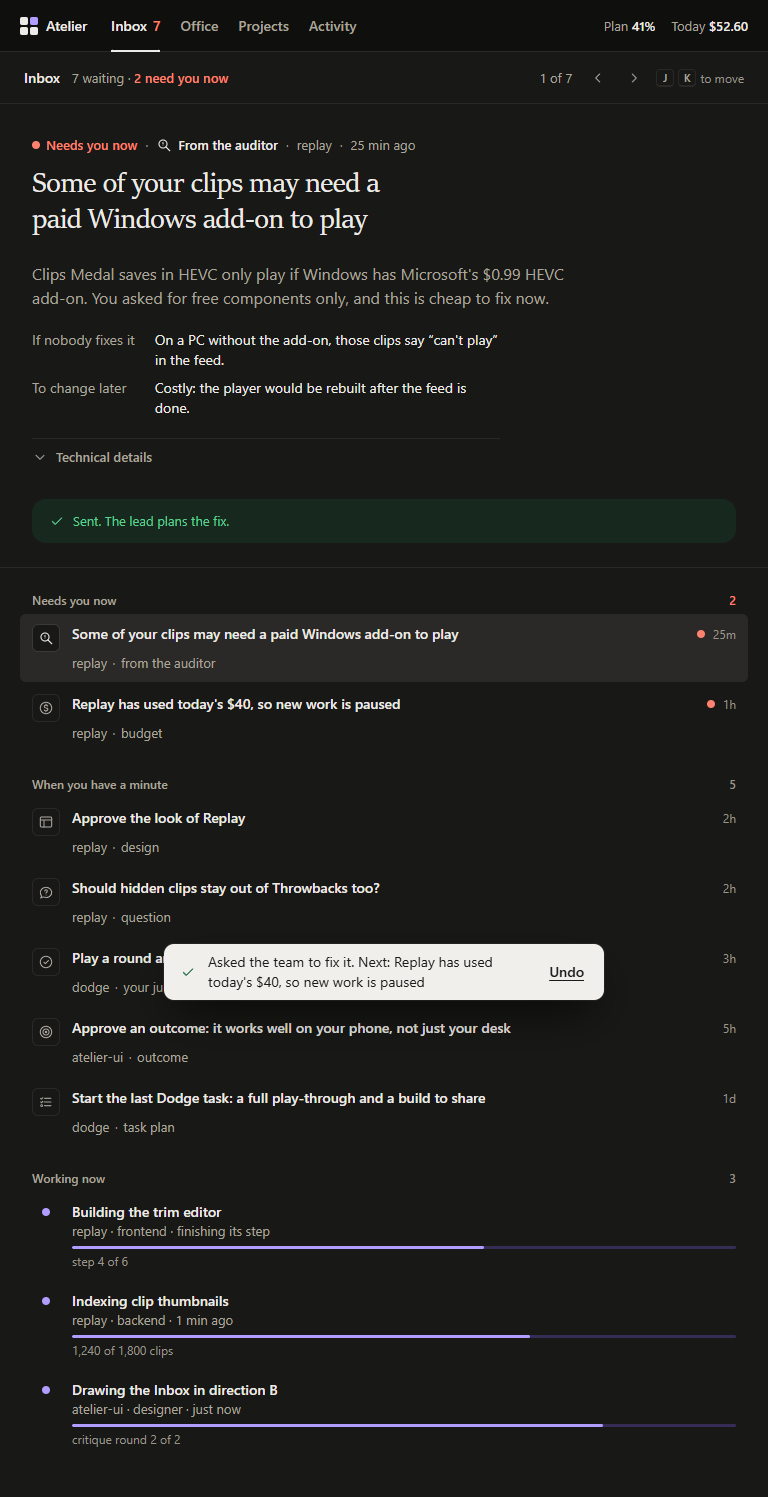 Atelier Inbox 7 Office Projects Activity Plan 41% Today $52.60
Inbox 7 waiting · 2 need you now 1 of 7 J K to move
Needs you now · From the auditor · replay · 25 min ago
Some of your clips may need a
paid Windows add-on to play
Clips Medal saves in HEVC only play if Windows has Microsoft's $0.99 HEVC
add-on. You asked for free components only, and this is cheap to fix now.
If nobody fixes it On a PC without the add-on, those clips say “can't play”
in the feed.
To change later Costly: the player would be rebuilt after the feed is
done.
Technical details
Sent. The lead plans the fix.
Needs you now 2
Some of your clips may need a paid Windows add-on to play 25m
replay · from the auditor
Replay has used today's $40, so new work is paused 1h
replay · budget
When you have a minute 5
Approve the look of Replay 2h
replay · design
Should hidden clips stay out of Throwbacks too? 2h
replay · question
Play a round 3h
dodge · your
Asked the team to fix it. Next: Replay has used
today's $40, so new work is paused
Undo
Approve an outcome: it works well on your phone, not just your desk 5h
atelier-ui · outcome
Start the last Dodge task: a full play-through and a build to share 1d
dodge · task plan
Working now 3
Building the trim editor
replay · frontend · finishing its step
step 4 of 6
Indexing clip thumbnails
replay · backend · 1 min ago
1,240 of 1,800 clips
Drawing the Inbox in direction B
atelier-ui · designer · just now
critique round 2 of 2